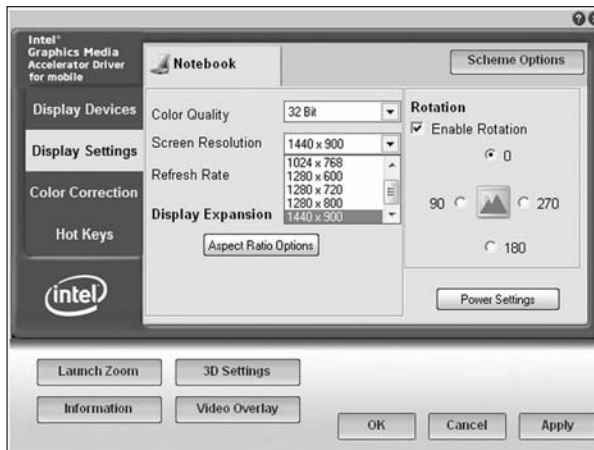 Intel®
Graphics Media
Accelerator Driver
for mobile
Display Devices
Display Settings
Color Correction
Hot Keys
intel
Notebook
Scheme Options
Color Quality
32 Bit
Screen Resolution
1440 x 900
1024 x 768
1280 x 600
1280 x 720
1280 x 800
1440 x 900
Refresh Rate
Display Expansion
Aspect Ratio Options
Rotation
Enable Rotation
0
90
270
180
Power Settings
Launch Zoom
3D Settings
Information
Video Overlay
OK
Cancel
Apply